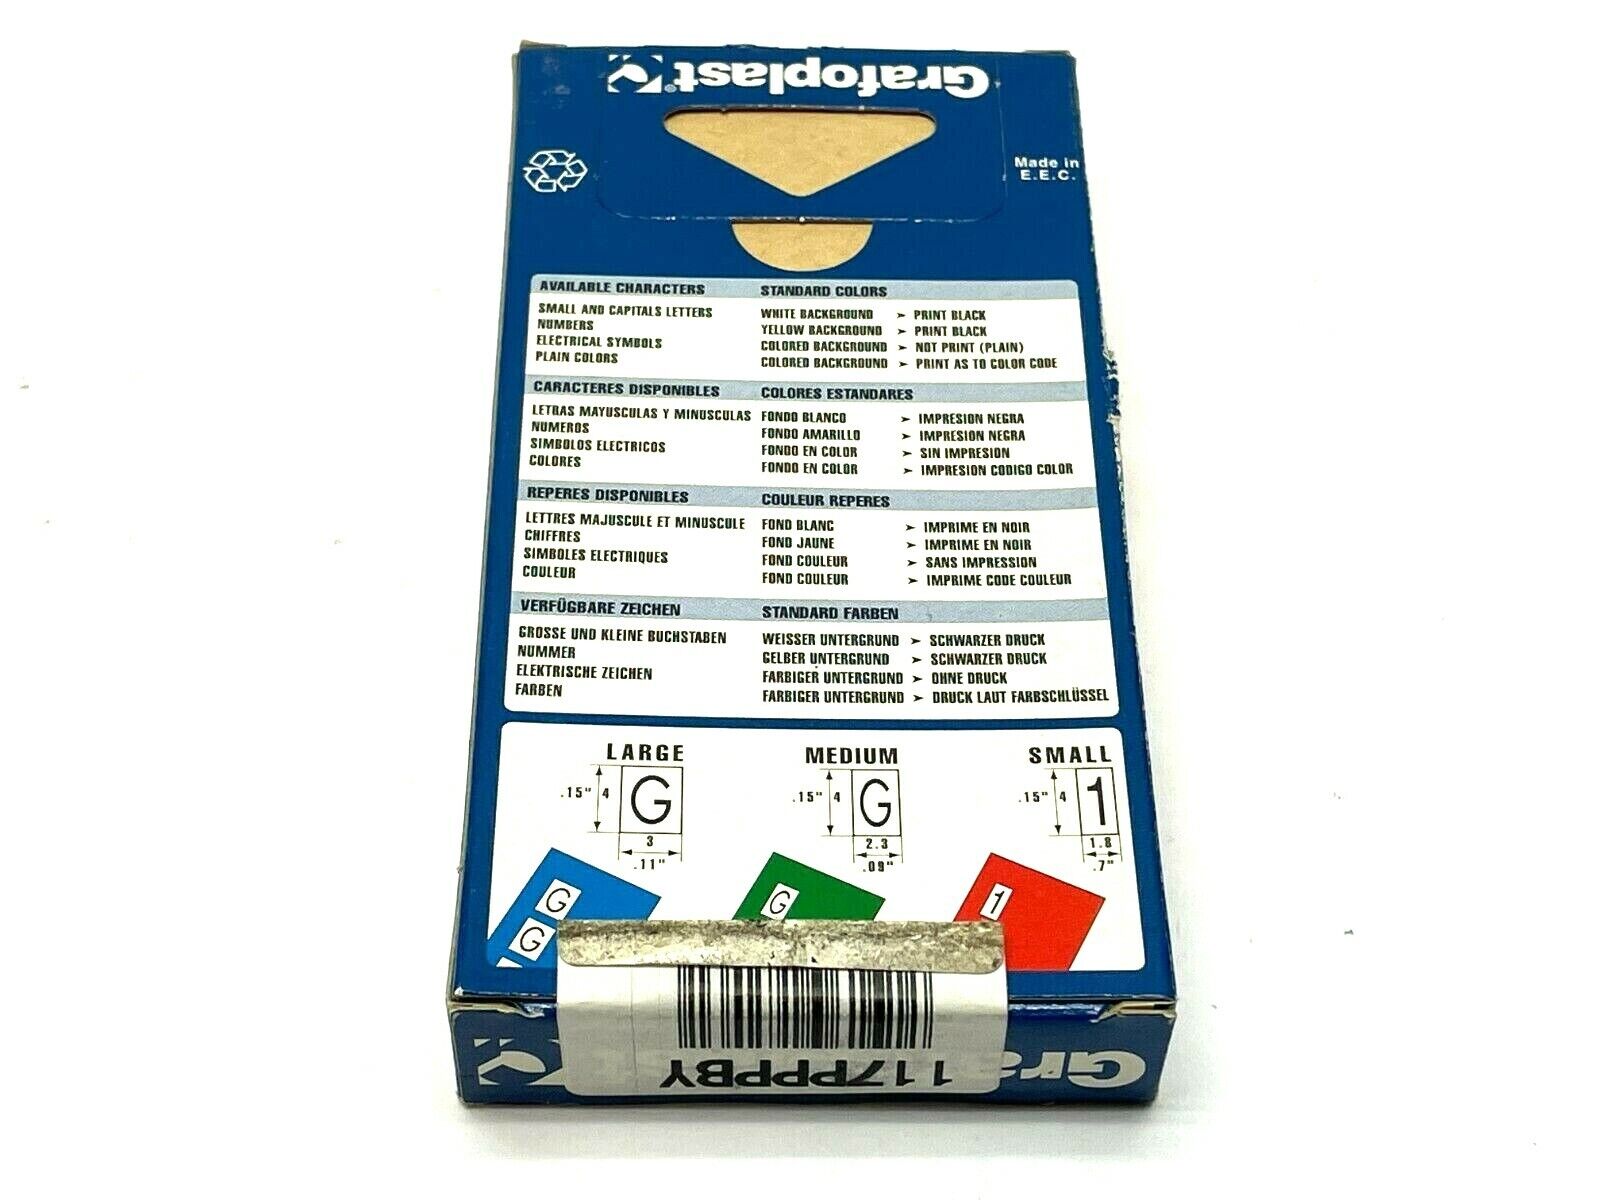 Grafoplast®
Made in
E.E.C.
AVAILABLE CHARACTERS STANDARD COLORS
SMALL AND CAPITALS LETTERS WHITE BACKGROUND ➤ PRINT BLACK
NUMBERS YELLOW BACKGROUND ➤ PRINT BLACK
ELECTRICAL SYMBOLS COLORED BACKGROUND ➤ NOT PRINT (PLAIN)
PLAIN COLORS COLORED BACKGROUND ➤ PRINT AS TO COLOR CODE
CARACTERES DISPONIBLES COLORES ESTANDARES
LETRAS MAYUSCULAS Y MINUSCULAS FONDO BLANCO ➤ IMPRESION NEGRA
NUMEROS FONDO AMARILLO ➤ IMPRESION NEGRA
SIMBOLOS ELECTRICOS FONDO EN COLOR ➤ SIN IMPRESION
COLORES FONDO EN COLOR ➤ IMPRESION CODIGO COLOR
REPERES DISPONIBLES COULEUR REPERES
LETTRES MAJUSCULE ET MINUSCULE FOND BLANC ➤ IMPRIME EN NOIR
CHIFFRES FOND JAUNE ➤ IMPRIME EN NOIR
SIMBOLES ELECTRIQUES FOND COULEUR ➤ SANS IMPRESSION
COULEUR FOND COULEUR ➤ IMPRIME CODE COULEUR
VERFÜGBARE ZEICHEN STANDARD FARBEN
GROSSE UND KLEINE BUCHSTABEN WEISSER UNTERGRUND ➤ SCHWARZER DRUCK
NUMMER GELBER UNTERGRUND ➤ SCHWARZER DRUCK
ELEKTRISCHE ZEICHEN FARBIGER UNTERGRUND ➤ OHNE DRUCK
FARBEN FARBIGER UNTERGRUND ➤ DRUCK LAUT FARBSCHLÜSSEL
LARGE MEDIUM SMALL
.15" 4 G .15" 4 G .15" 4 1
3 2.3 1.8
.11" .09" .7"
G G 1
G
117PPPBY
Gra